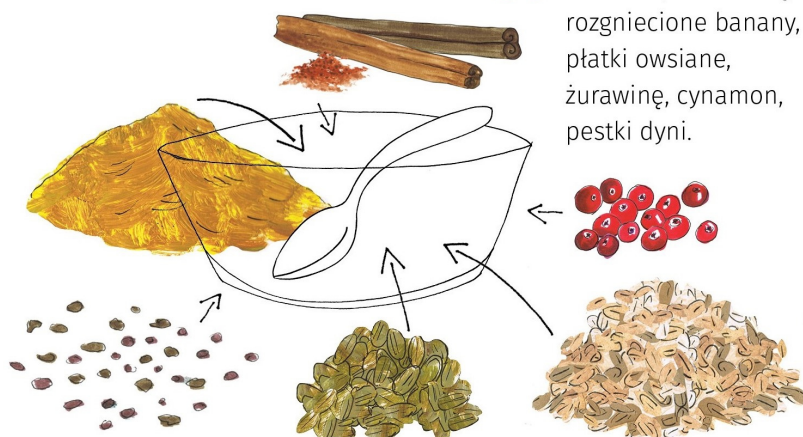 rozgniecione banany,
płatki owsiane,
żurawinę, cynamon,
pestki dyni.